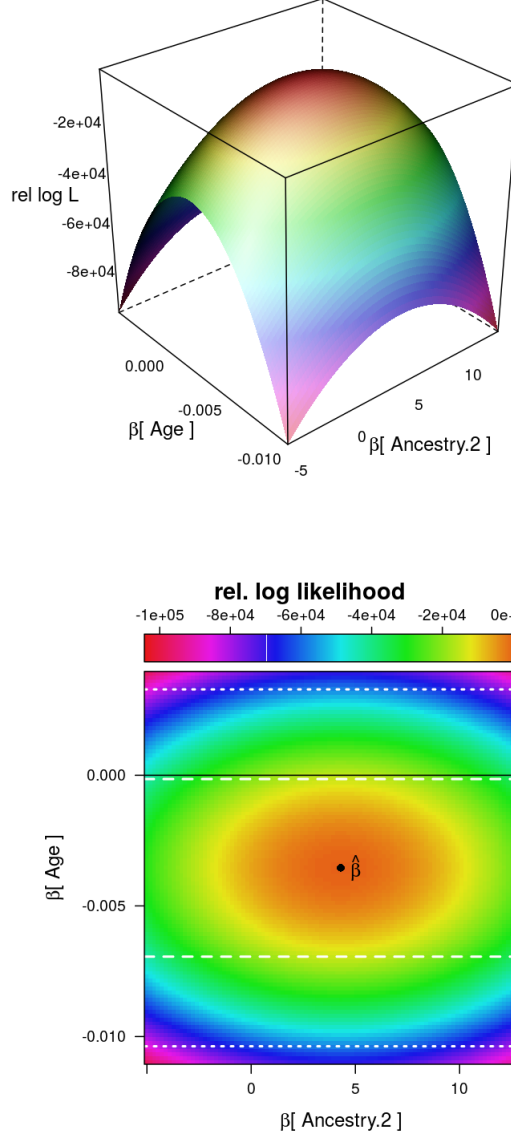 -2e+04
-4e+04
rel log L
-6e+04
-8e+04
0.000
-0.005
-0.010
β[ Age ]
-5
0
5
10
β[ Ancestry.2 ]
rel. log likelihood
-1e+05 -8e+04 -6e+04 -4e+04 -2e+04 0e-
0.000
-0.005
-0.010
β[ Age ]
β̂
0 5 10
β[ Ancestry.2 ]